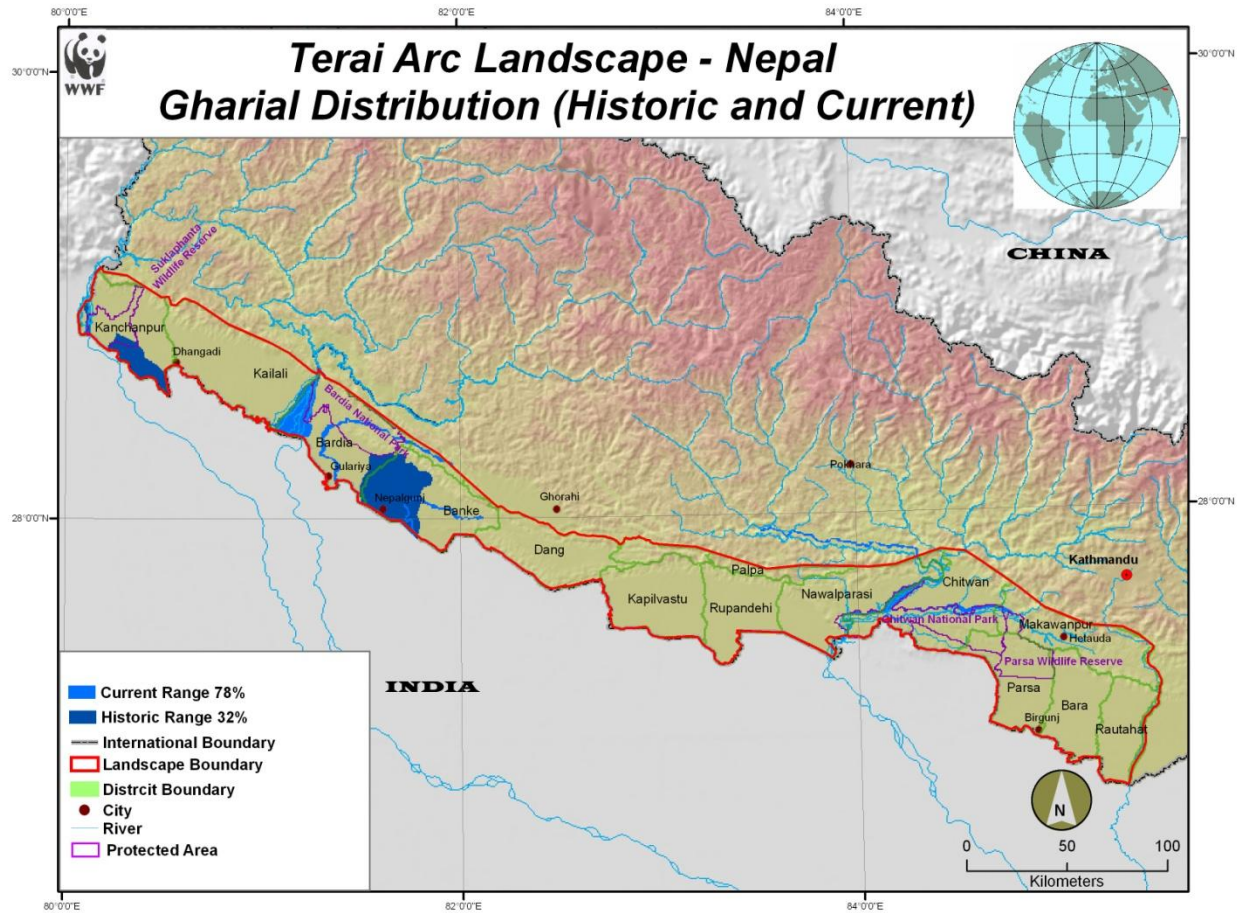 80°0'0"E
82°0'0"E
84°0'0"E
30°0'0"N
30°0'0"N
WWF
Terai Arc Landscape - Nepal
Gharial Distribution (Historic and Current)
CHINA
Suklaphanta
Wildlife Reserve
Kanchanpur
Dhangadi
Kailali
Bardia National Park
Bardia
Gulariya
Nepalgunj
Banke
Ghorahi
Pokhara
28°0'0"N
28°0'0"N
Dang
Palpa
Kapilvastu
Rupandehi
Nawalparasi
Chitwan
Kathmandu
Chitwan National Park
Makawanpur
Hetauda
Parsa Wildlife Reserve
Parsa
Bara
Birgunj
Rautahat
INDIA
Current Range 78%
Historic Range 32%
International Boundary
Landscape Boundary
Distrcit Boundary
City
River
Protected Area
N
0 50 100
Kilometers
80°0'0"E
82°0'0"E
84°0'0"E